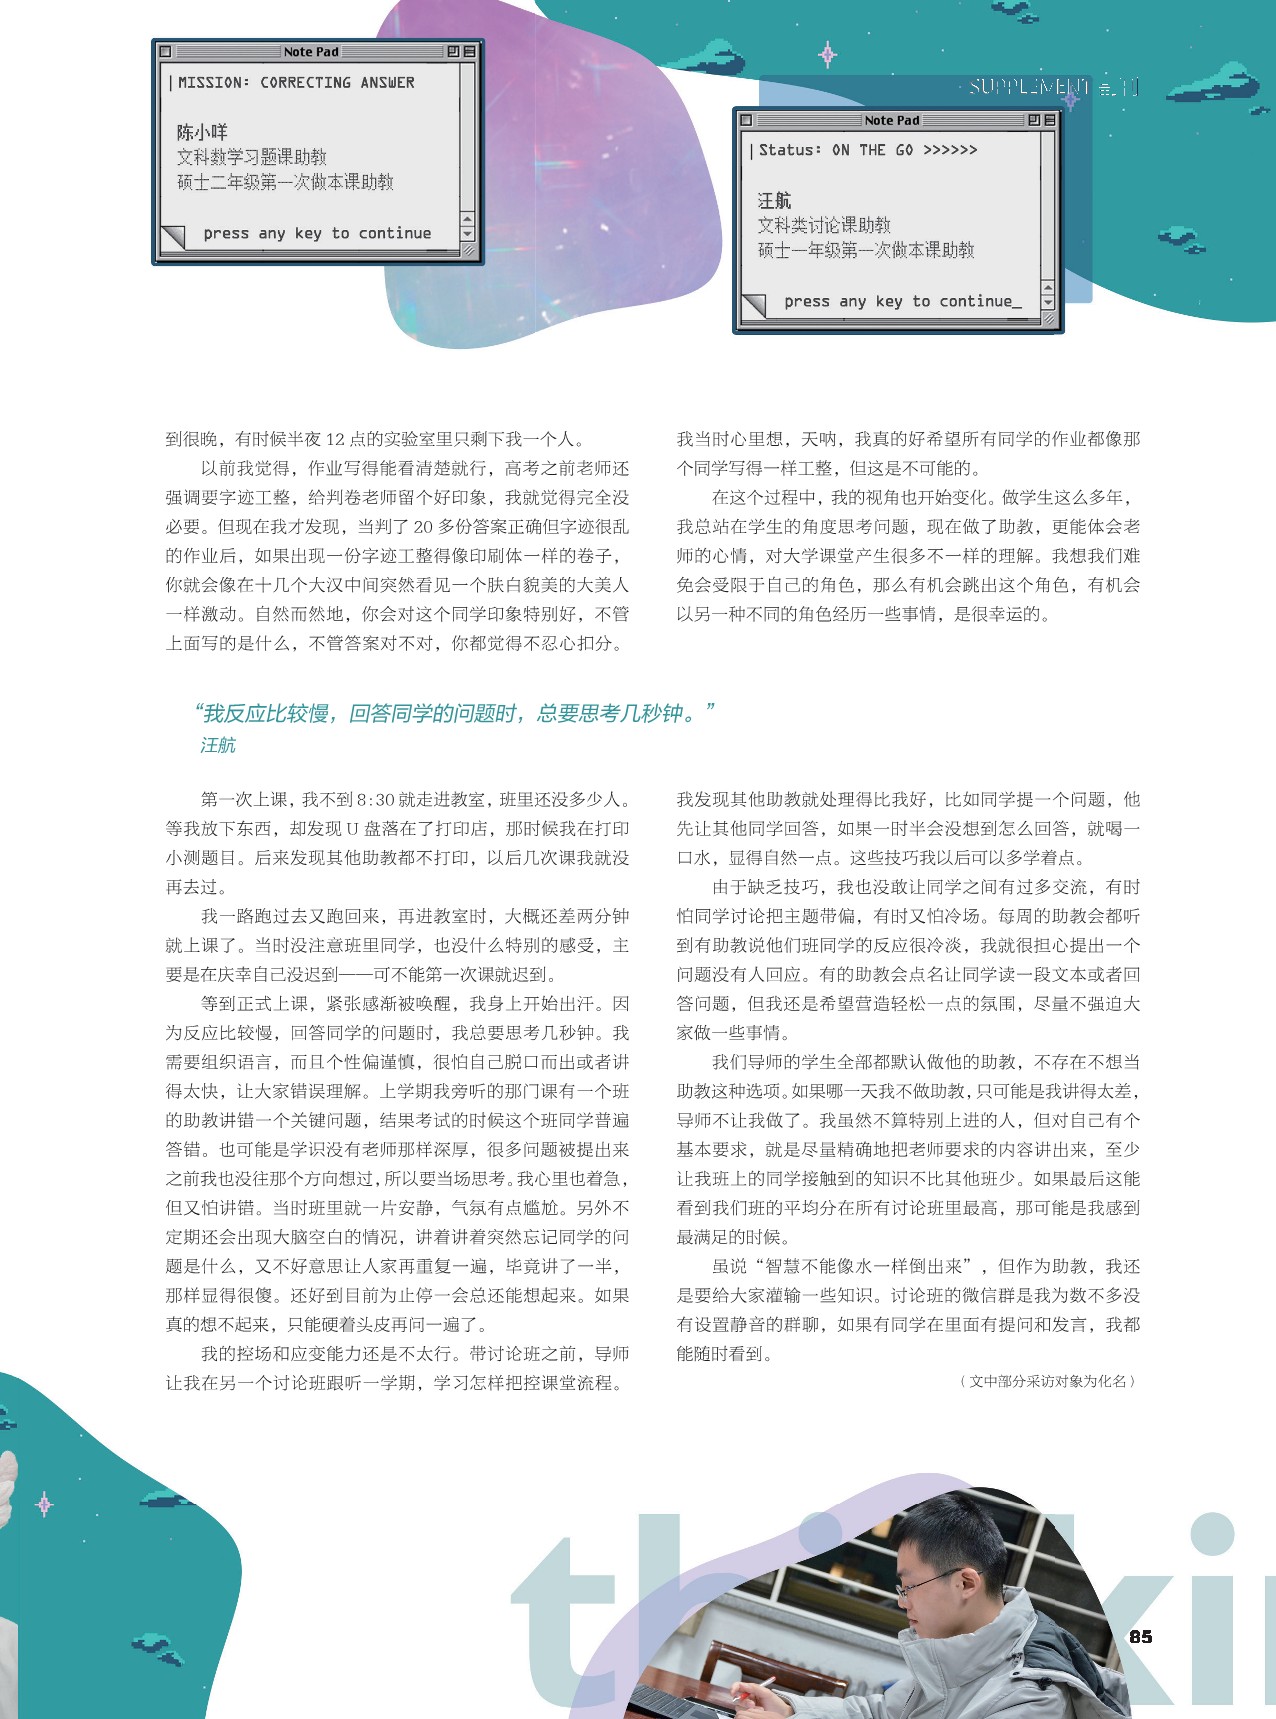 Note Pad
MISSION: CORRECTING ANSWER
陈小咩
文科数学习题课助教
硕士二年级第一次做本课助教
press any key to continue
SUPPLEMENT 副刊
Note Pad
Status: ON THE GO >>>>>>
汪航
文科类讨论课助教
硕士一年级第一次做本课助教
press any key to continue_
到很晚，有时候半夜 12 点的实验室里只剩下我一个人。
以前我觉得，作业写得能看清楚就行，高考之前老师还
强调要字迹工整，给判卷老师留个好印象，我就觉得完全没
必要。但现在我才发现，当判了 20 多份答案正确但字迹很乱
的作业后，如果出现一份字迹工整得像印刷体一样的卷子，
你就会像在十几个大汉中间突然看见一个肤白貌美的大美人
一样激动。自然而然地，你会对这个同学印象特别好，不管
上面写的是什么，不管答案对不对，你都觉得不忍心扣分。
我当时心里想，天呐，我真的好希望所有同学的作业都像那
个同学写得一样工整，但这是不可能的。
在这个过程中，我的视角也开始变化。做学生这么多年，
我总站在学生的角度思考问题，现在做了助教，更能体会老
师的心情，对大学课堂产生很多不一样的理解。我想我们难
免会受限于自己的角色，那么有机会跳出这个角色，有机会
以另一种不同的角色经历一些事情，是很幸运的。
“我反应比较慢，回答同学的问题时，总要思考几秒钟。”
汪航
第一次上课，我不到 8:30 就走进教室，班里还没多少人。
等我放下东西，却发现 U 盘落在了打印店，那时候我在打印
小测题目。后来发现其他助教都不打印，以后几次课我就没
再去过。
我一路跑过去又跑回来，再进教室时，大概还差两分钟
就上课了。当时没注意班里同学，也没什么特别的感受，主
要是在庆幸自己没迟到——可不能第一次课就迟到。
等到正式上课，紧张感渐被唤醒，我身上开始出汗。因
为反应比较慢，回答同学的问题时，我总要思考几秒钟。我
需要组织语言，而且个性偏谨慎，很怕自己脱口而出或者讲
得太快，让大家错误理解。上学期我旁听的那门课有一个班
的助教讲错一个关键问题，结果考试的时候这个班同学普遍
答错。也可能是学识没有老师那样深厚，很多问题被提出来
之前我也没往那个方向想过，所以要当场思考。我心里也着急，
但又怕讲错。当时班里就一片安静，气氛有点尴尬。另外不
定期还会出现大脑空白的情况，讲着讲着突然忘记同学的问
题是什么，又不好意思让人家再重复一遍，毕竟讲了一半，
那样显得很傻。还好到目前为止停一会总还能想起来。如果
真的想不起来，只能硬着头皮再问一遍了。
我的控场和应变能力还是不太行。带讨论班之前，导师
让我在另一个讨论班跟听一学期，学习怎样把控课堂流程。
我发现其他助教就处理得比我好，比如同学提一个问题，他
先让其他同学回答，如果一时半会没想到怎么回答，就喝一
口水，显得自然一点。这些技巧我以后可以多学着点。
由于缺乏技巧，我也没敢让同学之间有过多交流，有时
怕同学讨论把主题带偏，有时又怕冷场。每周的助教会都听
到有助教说他们班同学的反应很冷淡，我就很担心提出一个
问题没有人回应。有的助教会点名让同学读一段文本或者回
答问题，但我还是希望营造轻松一点的氛围，尽量不强迫大
家做一些事情。
我们导师的学生全部都默认做他的助教，不存在不想当
助教这种选项。如果哪一天我不做助教，只可能是我讲得太差，
导师不让我做了。我虽然不算特别上进的人，但对自己有个
基本要求，就是尽量精确地把老师要求的内容讲出来，至少
让我班上的同学接触到的知识不比其他班少。如果最后这能
看到我们班的平均分在所有讨论班里最高，那可能是我感到
最满足的时候。
虽说“智慧不能像水一样倒出来”，但作为助教，我还
是要给大家灌输一些知识。讨论班的微信群是我为数不多没
有设置静音的群聊，如果有同学在里面有提问和发言，我都
能随时看到。
（文中部分采访对象为化名）
85